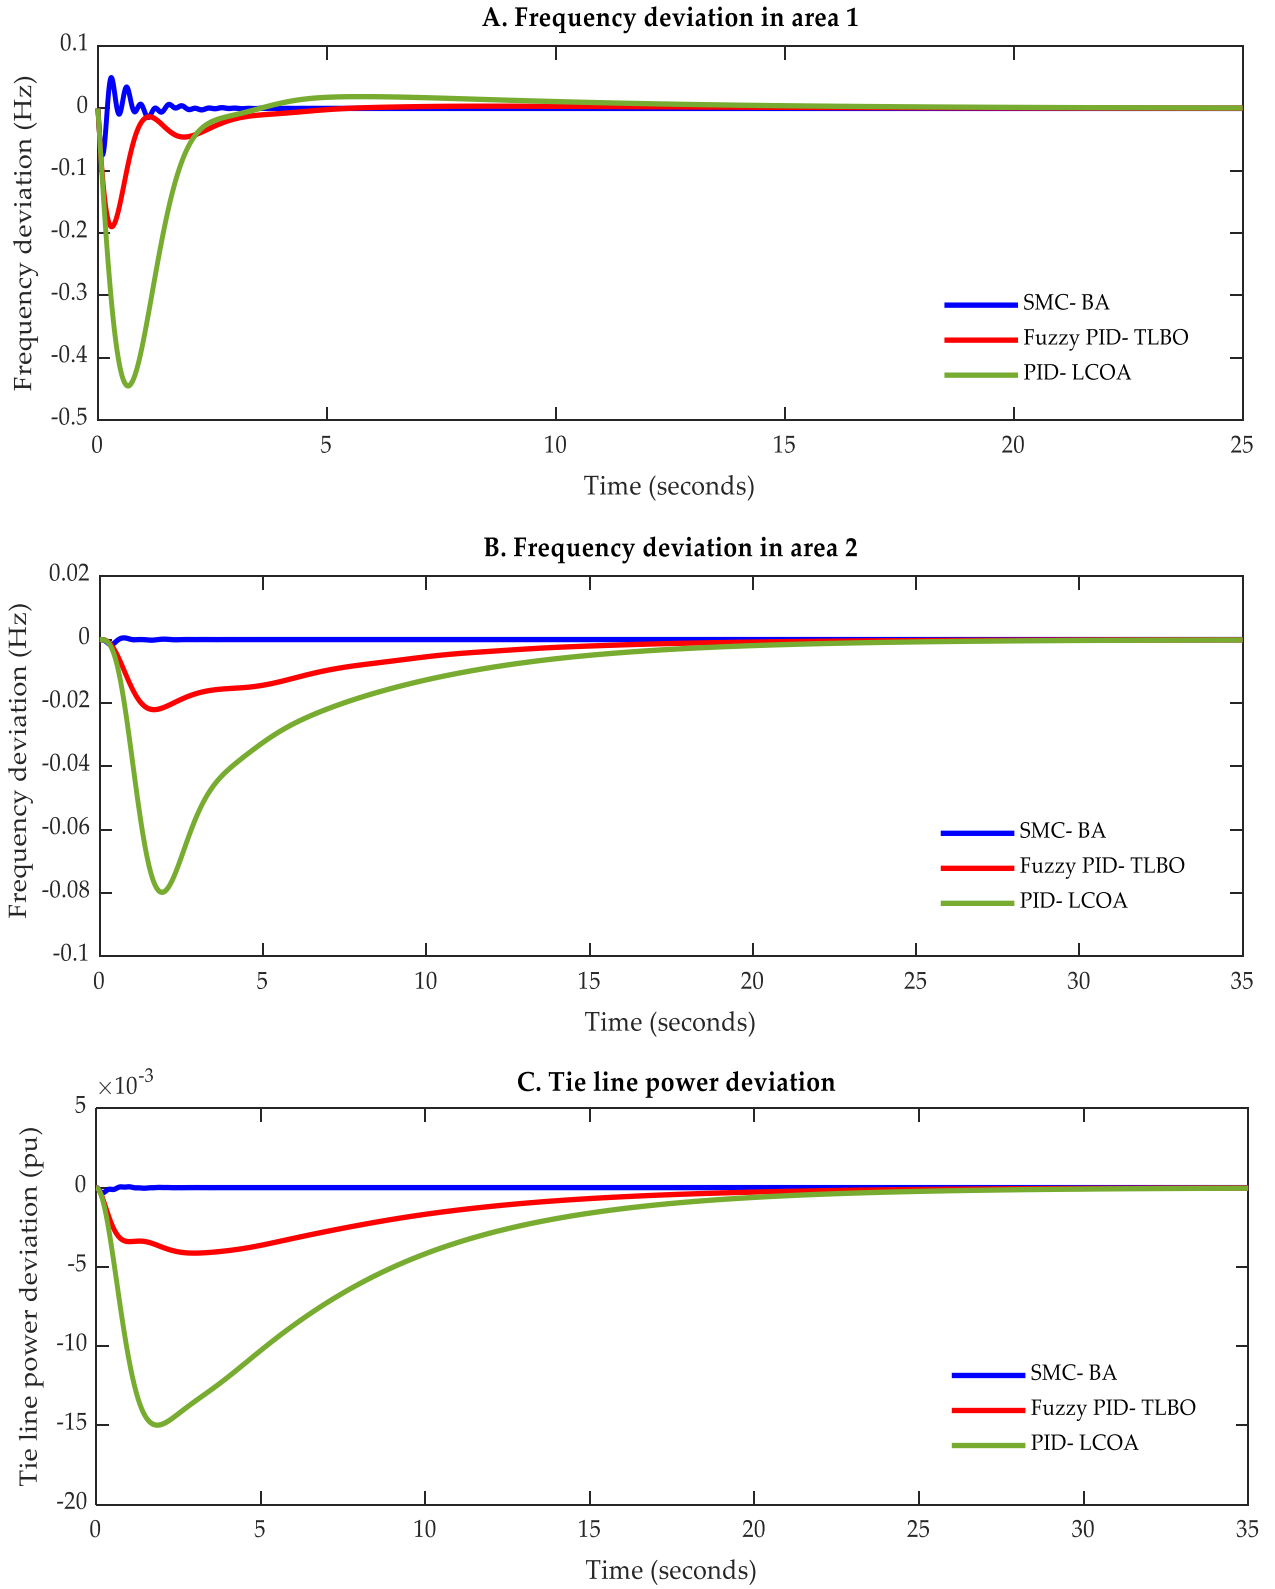 A. Frequency deviation in area 1
Frequency deviation (Hz)
0.1
0
-0.1
-0.2
-0.3
-0.4
-0.5
SMC- BA
Fuzzy PID- TLBO
PID- LCOA
0 5 10 15 20 25
Time (seconds)
B. Frequency deviation in area 2
Frequency deviation (Hz)
0.02
0
-0.02
-0.04
-0.06
-0.08
-0.1
SMC- BA
Fuzzy PID- TLBO
PID- LCOA
0 5 10 15 20 25 30 35
Time (seconds)
C. Tie line power deviation
×10-3
Tie line power deviation (pu)
5
0
-5
-10
-15
-20
SMC- BA
Fuzzy PID- TLBO
PID- LCOA
0 5 10 15 20 25 30 35
Time (seconds)